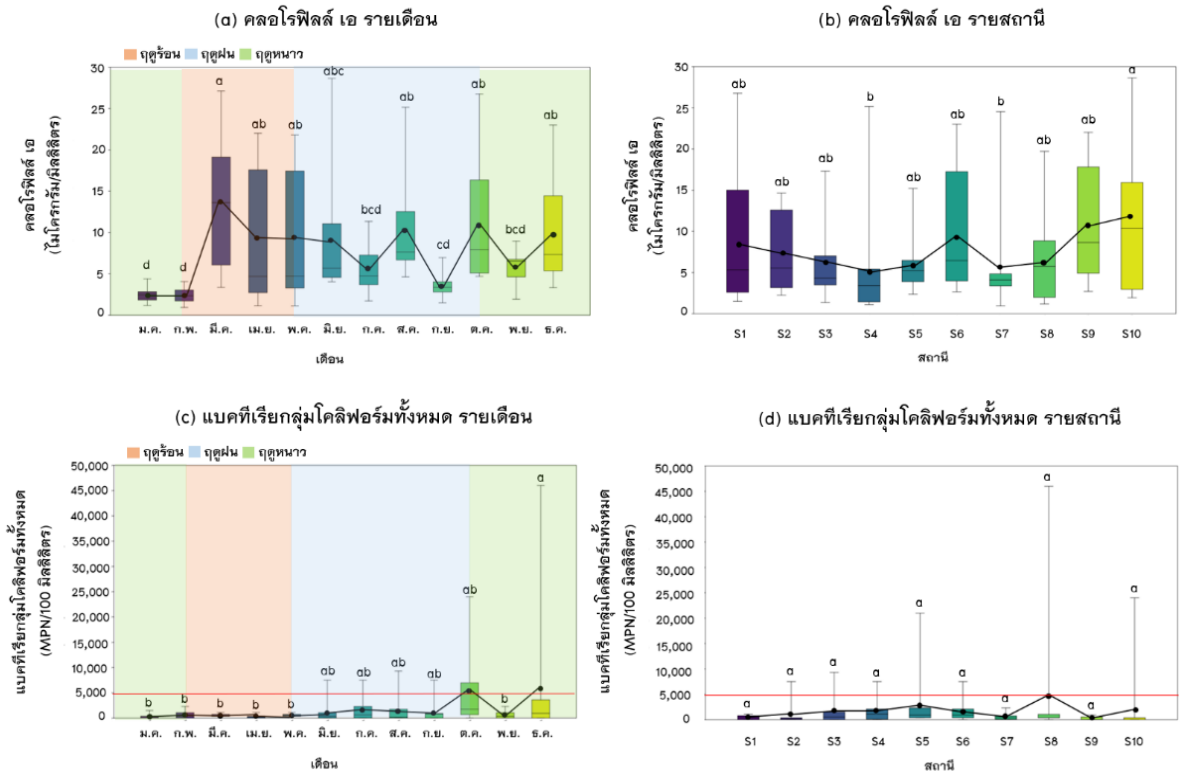 (a) คลอโรฟิลล์ เอ รายเดือน
ฤดูร้อน ฤดูฝน ฤดูหนาว
คลอโรฟิลล์ เอ
(ไมโครกรัม/มิลลิลิตร)
30
25
20
15
10
5
0
d d a ab ab abc bcd ab cd ab bcd ab
ม.ค. ก.พ. มี.ค. เม.ย. พ.ค. มิ.ย. ก.ค. ส.ค. ก.ย. ต.ค. พ.ย. ธ.ค.
เดือน
(b) คลอโรฟิลล์ เอ รายสถานี
คลอโรฟิลล์ เอ
(ไมโครกรัม/มิลลิลิตร)
30
25
20
15
10
5
0
ab ab ab b ab ab b ab ab a
S1 S2 S3 S4 S5 S6 S7 S8 S9 S10
สถานี
(c) แบคทีเรียกลุ่มโคลิฟอร์มทั้งหมด รายเดือน
ฤดูร้อน ฤดูฝน ฤดูหนาว
แบคทีเรียกลุ่มโคลิฟอร์มทั้งหมด
(MPN/100 มิลลิลิตร)
50,000
45,000
40,000
35,000
30,000
25,000
20,000
15,000
10,000
5,000
0
b b b b b ab ab ab ab ab b a
ม.ค. ก.พ. มี.ค. เม.ย. พ.ค. มิ.ย. ก.ค. ส.ค. ก.ย. ต.ค. พ.ย. ธ.ค.
เดือน
(d) แบคทีเรียกลุ่มโคลิฟอร์มทั้งหมด รายสถานี
แบคทีเรียกลุ่มโคลิฟอร์มทั้งหมด
(MPN/100 มิลลิลิตร)
50,000
45,000
40,000
35,000
30,000
25,000
20,000
15,000
10,000
5,000
0
a a a a a a a a a a
S1 S2 S3 S4 S5 S6 S7 S8 S9 S10
สถานี